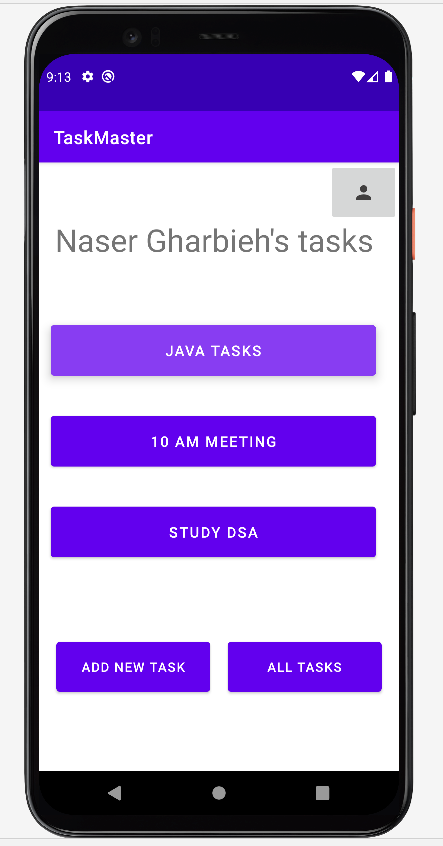 9:13
TaskMaster
Naser Gharbieh's tasks
JAVA TASKS
10 AM MEETING
STUDY DSA
ADD NEW TASK
ALL TASKS